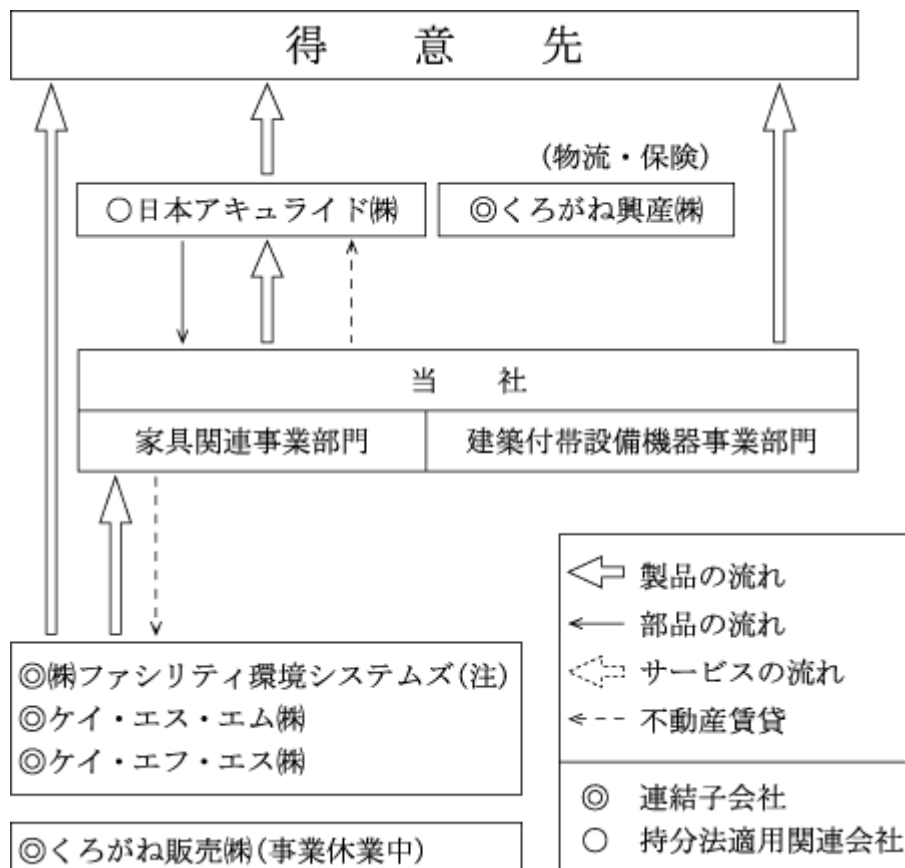 得意先
(物流・保険)
○日本アキュライド㈱
◎くろがね興産㈱
当社
家具関連事業部門
建築付帯設備機器事業部門
製品の流れ
部品の流れ
サービスの流れ
不動産賃貸
◎ 連結子会社
○ 持分法適用関連会社
◎㈱ファシリティ環境システムズ(注)
◎ケイ・エス・エム㈱
◎ケイ・エフ・エス㈱
◎くろがね販売㈱(事業休業中)